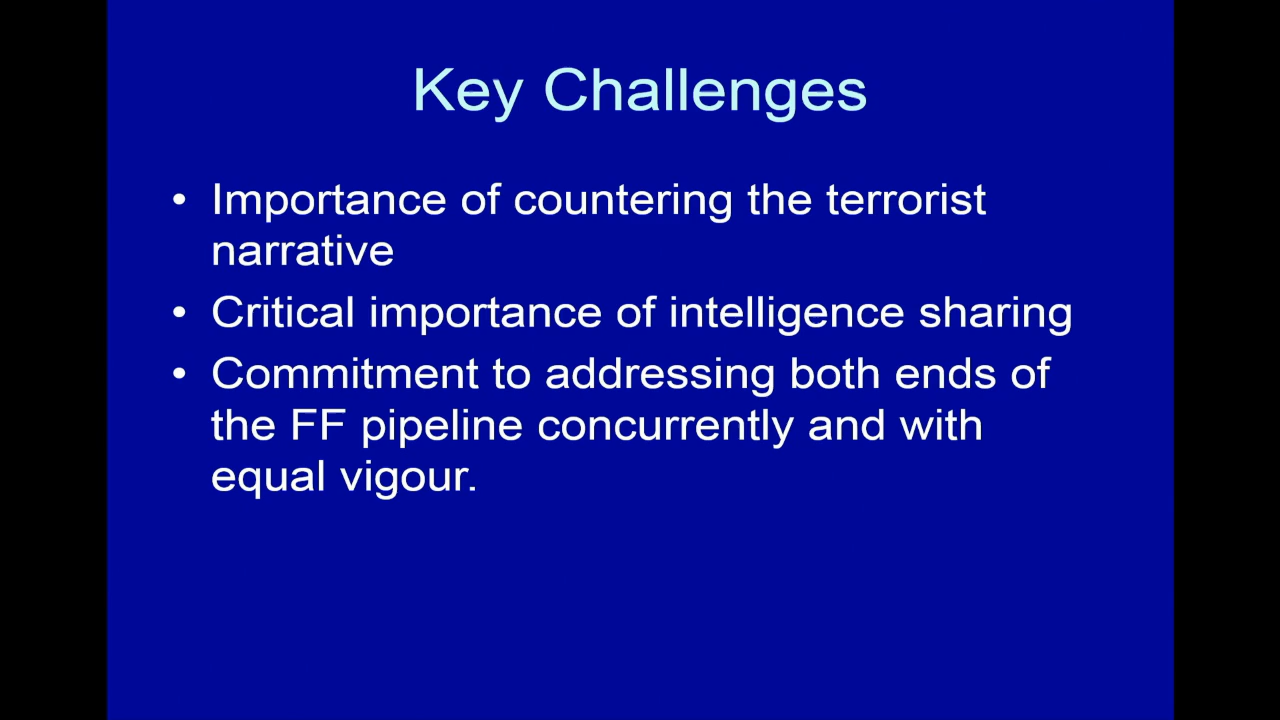 Key Challenges
• Importance of countering the terrorist
narrative
• Critical importance of intelligence sharing
• Commitment to addressing both ends of
the FF pipeline concurrently and with
equal vigour.